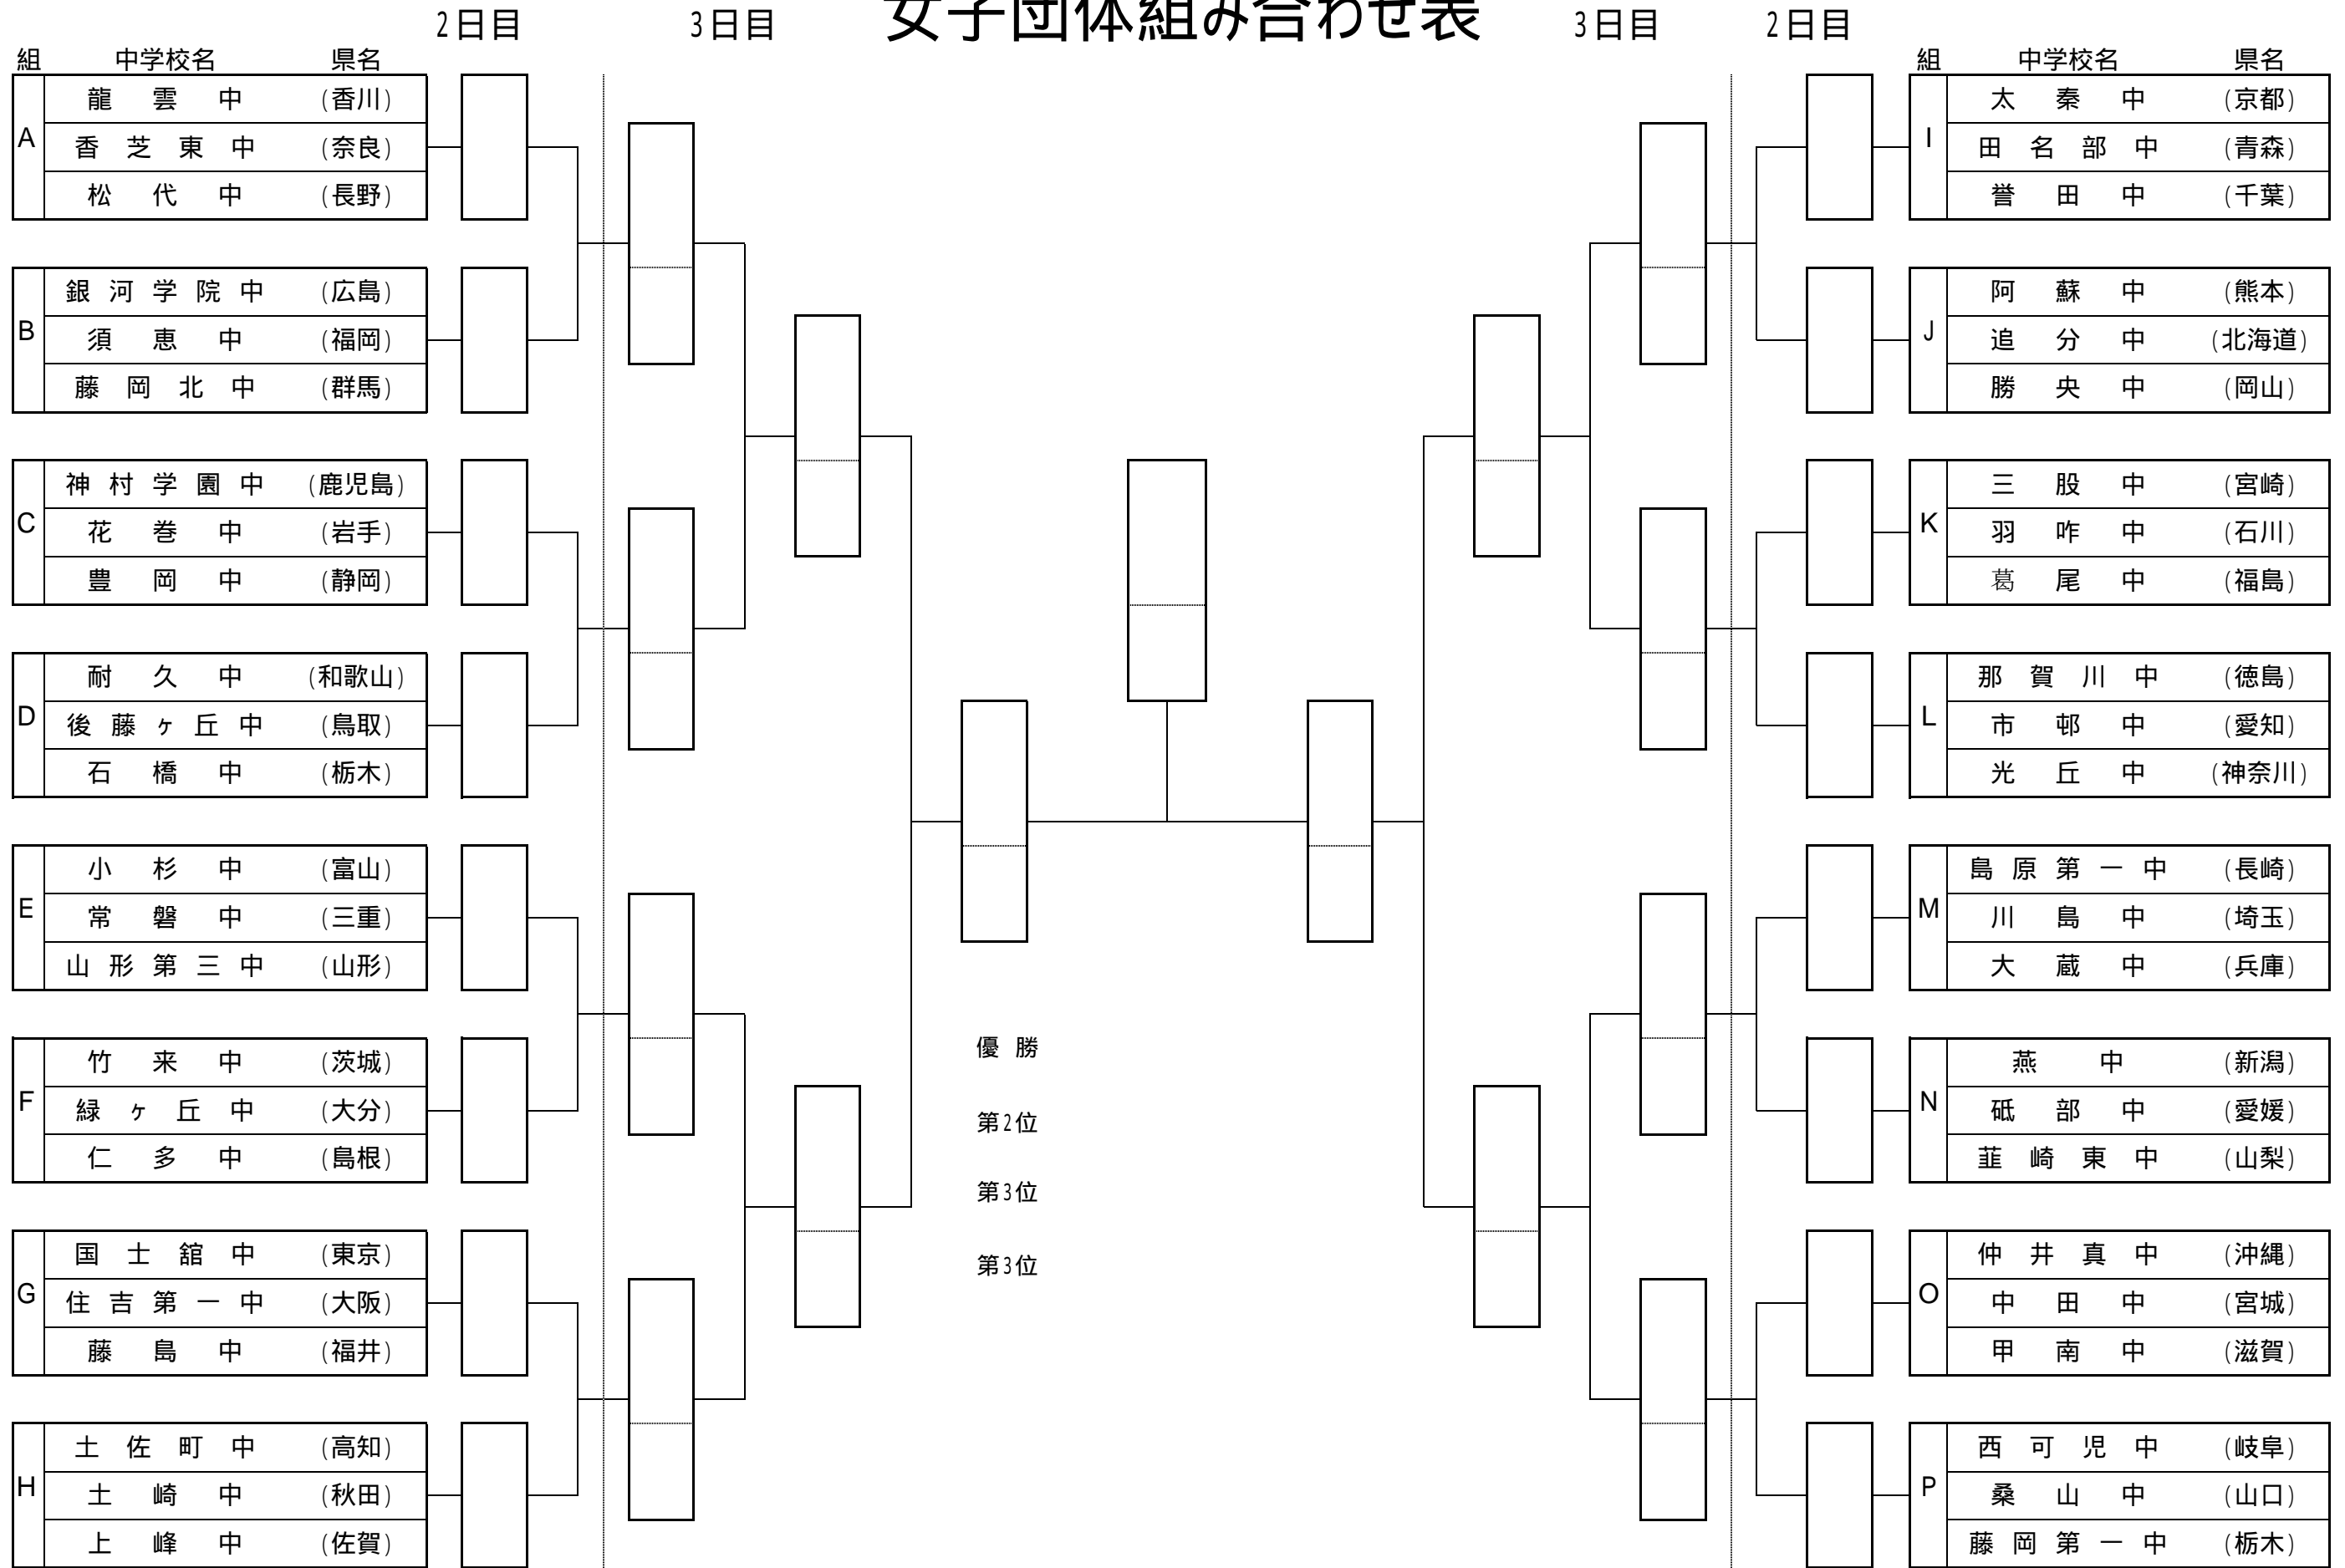 女子団体組み合わせ表
2日目 3日目 3日目 2日目
組 中学校名 県名
A
龍雲中 (香川)
香芝東中 (奈良)
松代中 (長野)
B
銀河学院中 (広島)
須恵中 (福岡)
藤岡北中 (群馬)
C
神村学園中 (鹿児島)
花巻中 (岩手)
豊岡中 (静岡)
D
耐久中 (和歌山)
後藤ヶ丘中 (鳥取)
石橋中 (栃木)
E
小杉中 (富山)
常磐中 (三重)
山形第三中 (山形)
F
竹来中 (茨城)
緑ヶ丘中 (大分)
仁多中 (島根)
G
国士舘中 (東京)
住吉第一中 (大阪)
藤島中 (福井)
H
土佐町中 (高知)
土崎中 (秋田)
上峰中 (佐賀)
優勝
第2位
第3位
第3位
組 中学校名 県名
I
太秦中 (京都)
田名部中 (青森)
誉田中 (千葉)
J
阿蘇中 (熊本)
追分中 (北海道)
勝央中 (岡山)
K
三股中 (宮崎)
羽咋中 (石川)
葛尾中 (福島)
L
那賀川中 (徳島)
市邨中 (愛知)
光丘中 (神奈川)
M
島原第一中 (長崎)
川島中 (埼玉)
大蔵中 (兵庫)
N
燕中 (新潟)
砥部中 (愛媛)
韮崎東中 (山梨)
O
仲井真中 (沖縄)
中田中 (宮城)
甲南中 (滋賀)
P
西可児中 (岐阜)
桑山中 (山口)
藤岡第一中 (栃木)